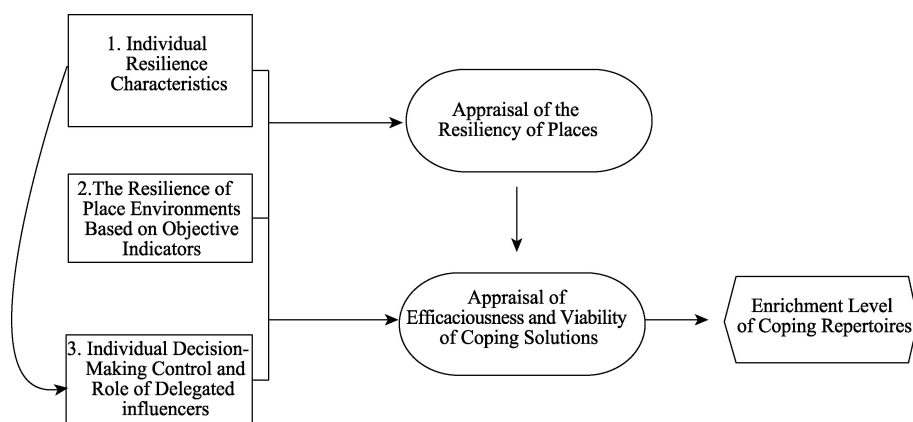 1. Individual
Resilience
Characteristics
Appraisal of the
Resiliency of Places
2.The Resilience of
Place Environments
Based on Objective
Indicators
Appraisal of
Efficaciousness and Viability
of Coping Solutions
Enrichment Level
of Coping Repertoires
3. Individual Decision-
Making Control and
Role of Delegated
influencers